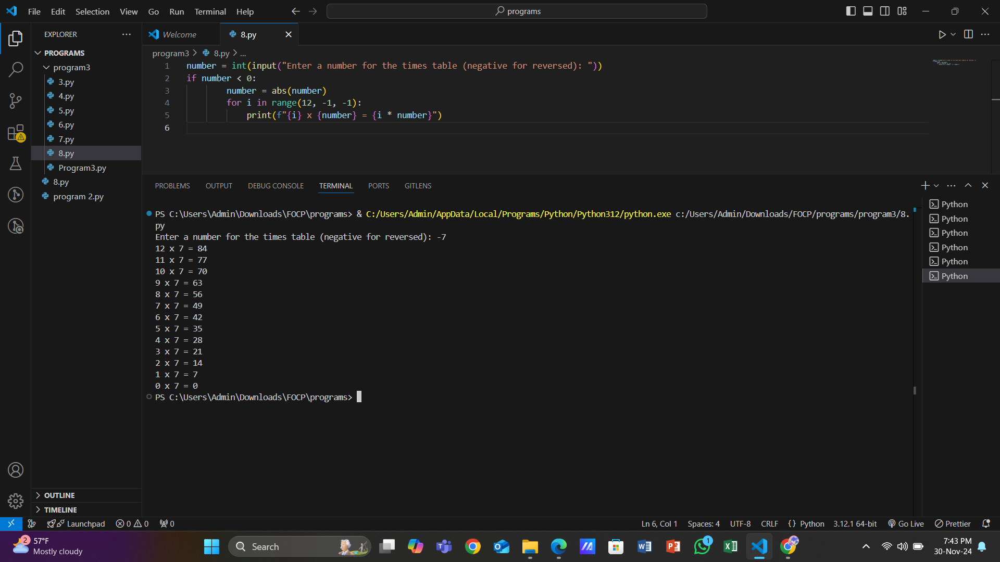 File Edit Selection View Go Run Terminal Help
programs
EXPLORER
PROGRAMS
program3
3.py
4.py
5.py
6.py
7.py
8.py
Program3.py
8.py
program 2.py
OUTLINE
TIMELINE
Welcome
8.py
program3 > 8.py > ...
1 number = int(input("Enter a number for the times table (negative for reversed): "))
2 if number < 0:
3 number = abs(number)
4 for i in range(12, -1, -1):
5 print(f"{i} x {number} = {i * number}")
6
PROBLEMS OUTPUT DEBUG CONSOLE TERMINAL PORTS GITLENS
PS C:\Users\Admin\Downloads\FOCP\programs> & C:/Users/Admin/AppData/Local/Programs/Python/Python312/python.exe c:/Users/Admin/Downloads/FOCP/programs/program3/8.
py
Enter a number for the times table (negative for reversed): -7
12 x 7 = 84
11 x 7 = 77
10 x 7 = 70
9 x 7 = 63
8 x 7 = 56
7 x 7 = 49
6 x 7 = 42
5 x 7 = 35
4 x 7 = 28
3 x 7 = 21
2 x 7 = 14
1 x 7 = 7
0 x 7 = 0
PS C:\Users\Admin\Downloads\FOCP\programs>
Python
Python
Python
Python
Python
Python
Launchpad 0 0 0
Ln 6, Col 1 Spaces: 4 UTF-8 CRLF {} Python 3.12.1 64-bit Go Live Prettier
2
57°F
Mostly cloudy
Search
1
7:43 PM
30-Nov-24